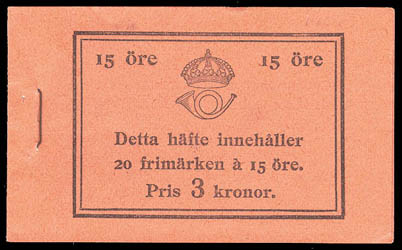 15 öre 15 öre
Detta häfte innehåller
20 frimärken à 15 öre.
Pris 3 kronor.